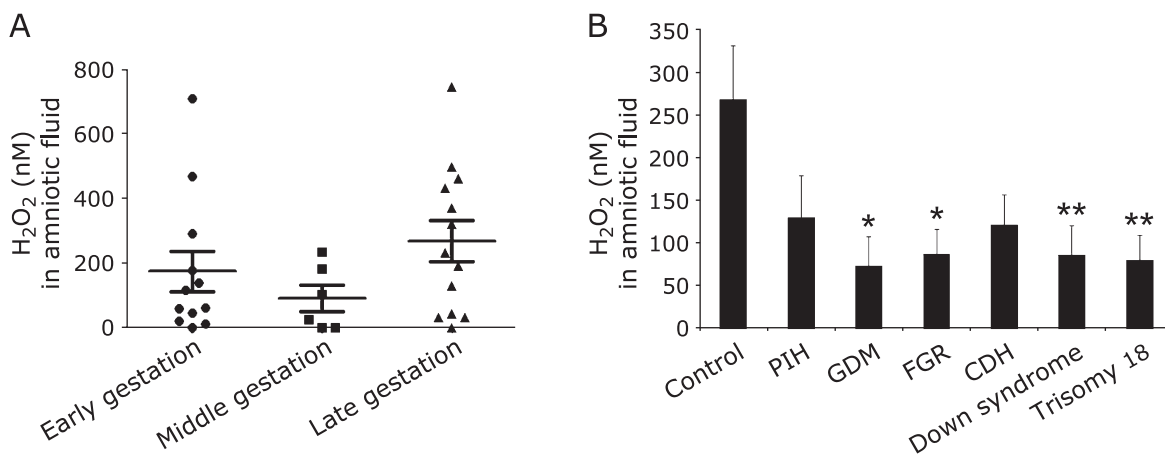 A
H₂O₂ (nM)
in amniotic fluid
800
600
400
200
0
Early gestation
Middle gestation
Late gestation
B
H₂O₂ (nM)
in amniotic fluid
350
300
250
200
150
100
50
0
*
*
**
**
Control
PIH
GDM
FGR
CDH
Down syndrome
Trisomy 18